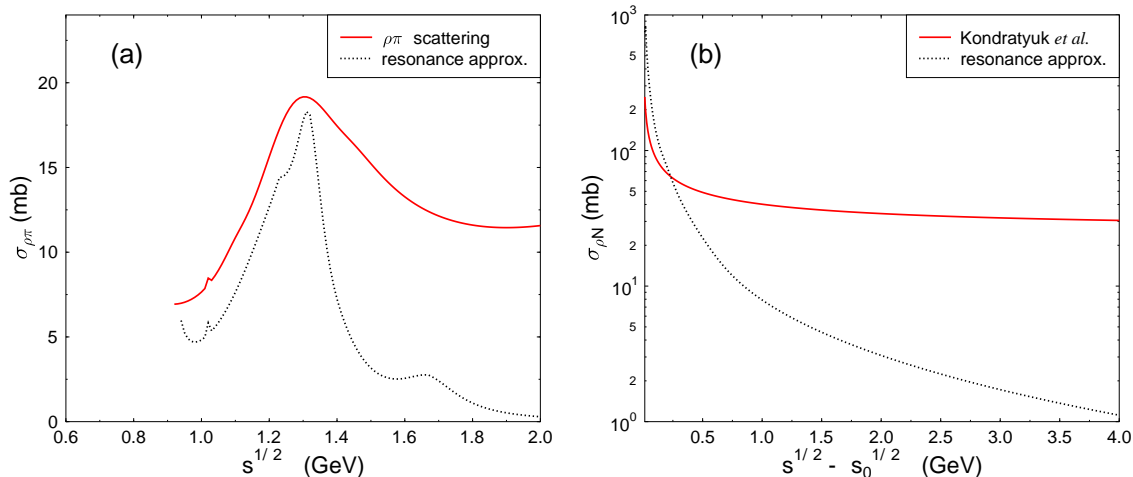 (a)
ρπ scattering
resonance approx.
20
15
10
5
0
σρπ (mb)
0.6 0.8 1.0 1.2 1.4 1.6 1.8 2.0
s^1/2 (GeV)
(b)
Kondratyuk et al.
resonance approx.
10^3
5
2
10^2
5
2
10^1
5
2
10^0
σρN (mb)
0.5 1.0 1.5 2.0 2.5 3.0 3.5 4.0
s^1/2 - s0^1/2 (GeV)